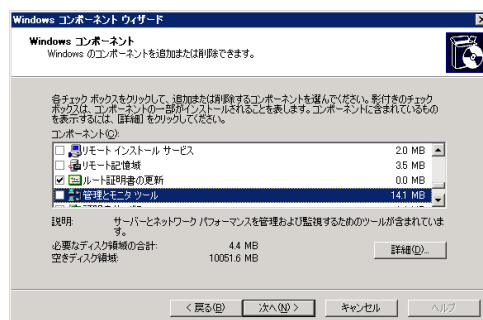 Windows コンポーネント ウィザード
Windows コンポーネント
Windows のコンポーネントを追加または削除できます。
各チェック ボックスをクリックして、追加または削除するコンポーネントを選んでください。影付きのチェック
ボックスは、コンポーネントの一部がインストールされることを表します。コンポーネントに含まれているもの
を表示するには、[詳細] をクリックしてください。
コンポーネント(C):
リモート インストール サービス 2.0 MB
リモート記憶域 3.5 MB
ルート証明書の更新 0.0 MB
管理とモニタ ツール 14.1 MB
説明: サーバーとネットワーク パフォーマンスを管理および監視するためのツールが含まれていま
す。
必要なディスク領域の合計: 4.4 MB
空きディスク領域: 10051.6 MB
詳細(D)...
< 戻る(B)
次へ(N) >
キャンセル
ヘルプ